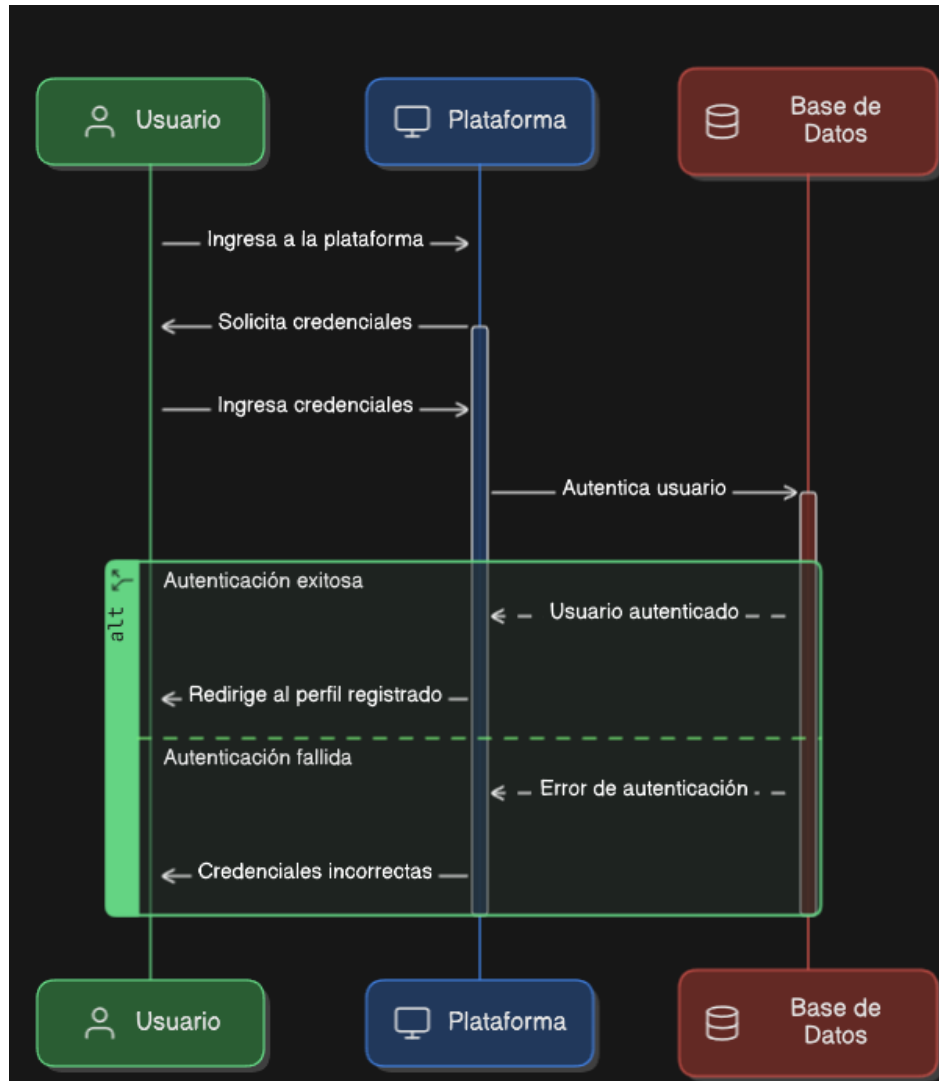 Usuario
Plataforma
Base de
Datos
Ingresa a la plataforma
Solicita credenciales
Ingresa credenciales
Autentica usuario
alt
Autenticación exitosa
Usuario autenticado
Redirige al perfil registrado
Autenticación fallida
Error de autenticación
Credenciales incorrectas
Usuario
Plataforma
Base de
Datos